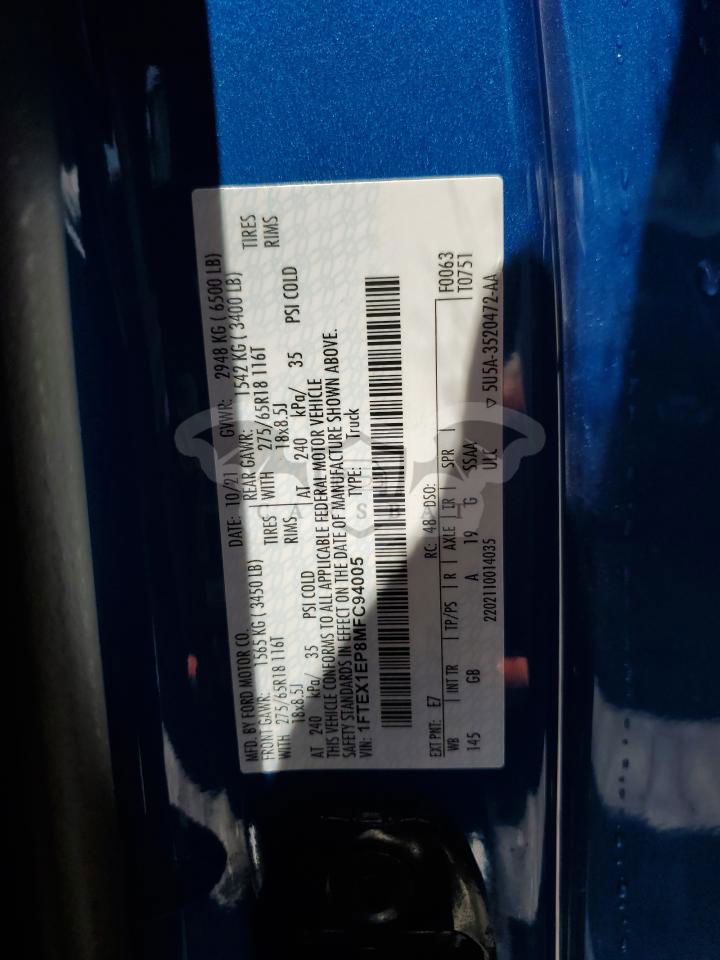 MFD. BY FORD MOTOR CO.
DATE: 10/21 GVWR: 2948 KG ( 6500 LB)
FRONT GAWR: 1565 KG ( 3450 LB) REAR GAWR: 1542 KG ( 3400 LB)
WITH 275/65R18 116T TIRES WITH 275/65R18 116T TIRES
18x8.5J RIMS 18x8.5J RIMS
AT 240 kPa/ 35 PSI COLD AT 240 kPa/ 35 PSI COLD
THIS VEHICLE CONFORMS TO ALL APPLICABLE FEDERAL MOTOR VEHICLE
SAFETY STANDARDS IN EFFECT ON THE DATE OF MANUFACTURE SHOWN ABOVE.
VIN: 1FTEX1EP8MFC94005 TYPE: Truck
F0063
T0751
EXT PNT: E7 RC: 48 DSO:
WB INT TR TP/PS R AXLE TR SPR
145 GB A 19 G SSAA
2202110014035 ULC ▽ 5U5A-3520472-AA
CASBAH